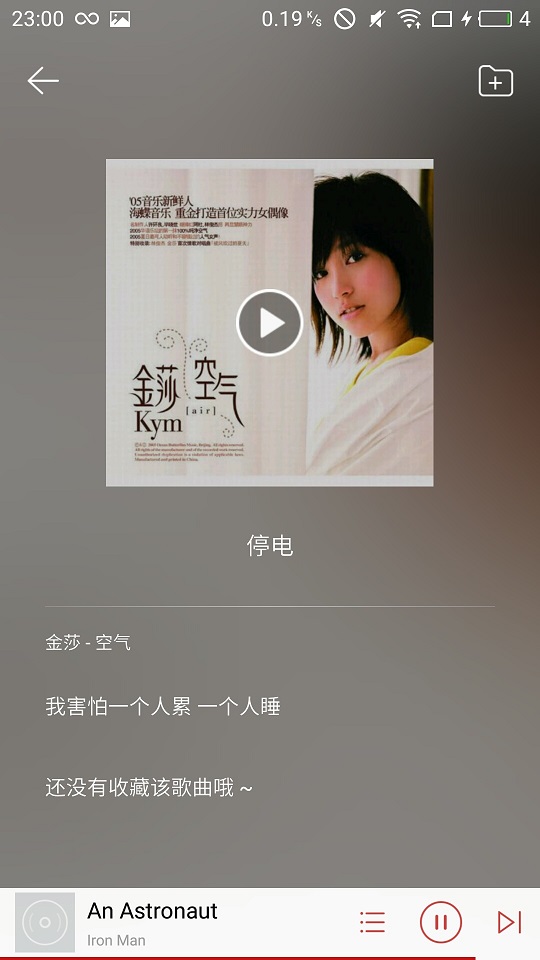 23:00
0.19 K/s
4
'05音乐新鲜人
海蝶音乐 重金打造首位实力女偶像
金莎 空气
Kym [air]
停电
金莎 - 空气
我害怕一个人累 一个人睡
还没有收藏该歌曲哦 ~
An Astronaut
Iron Man